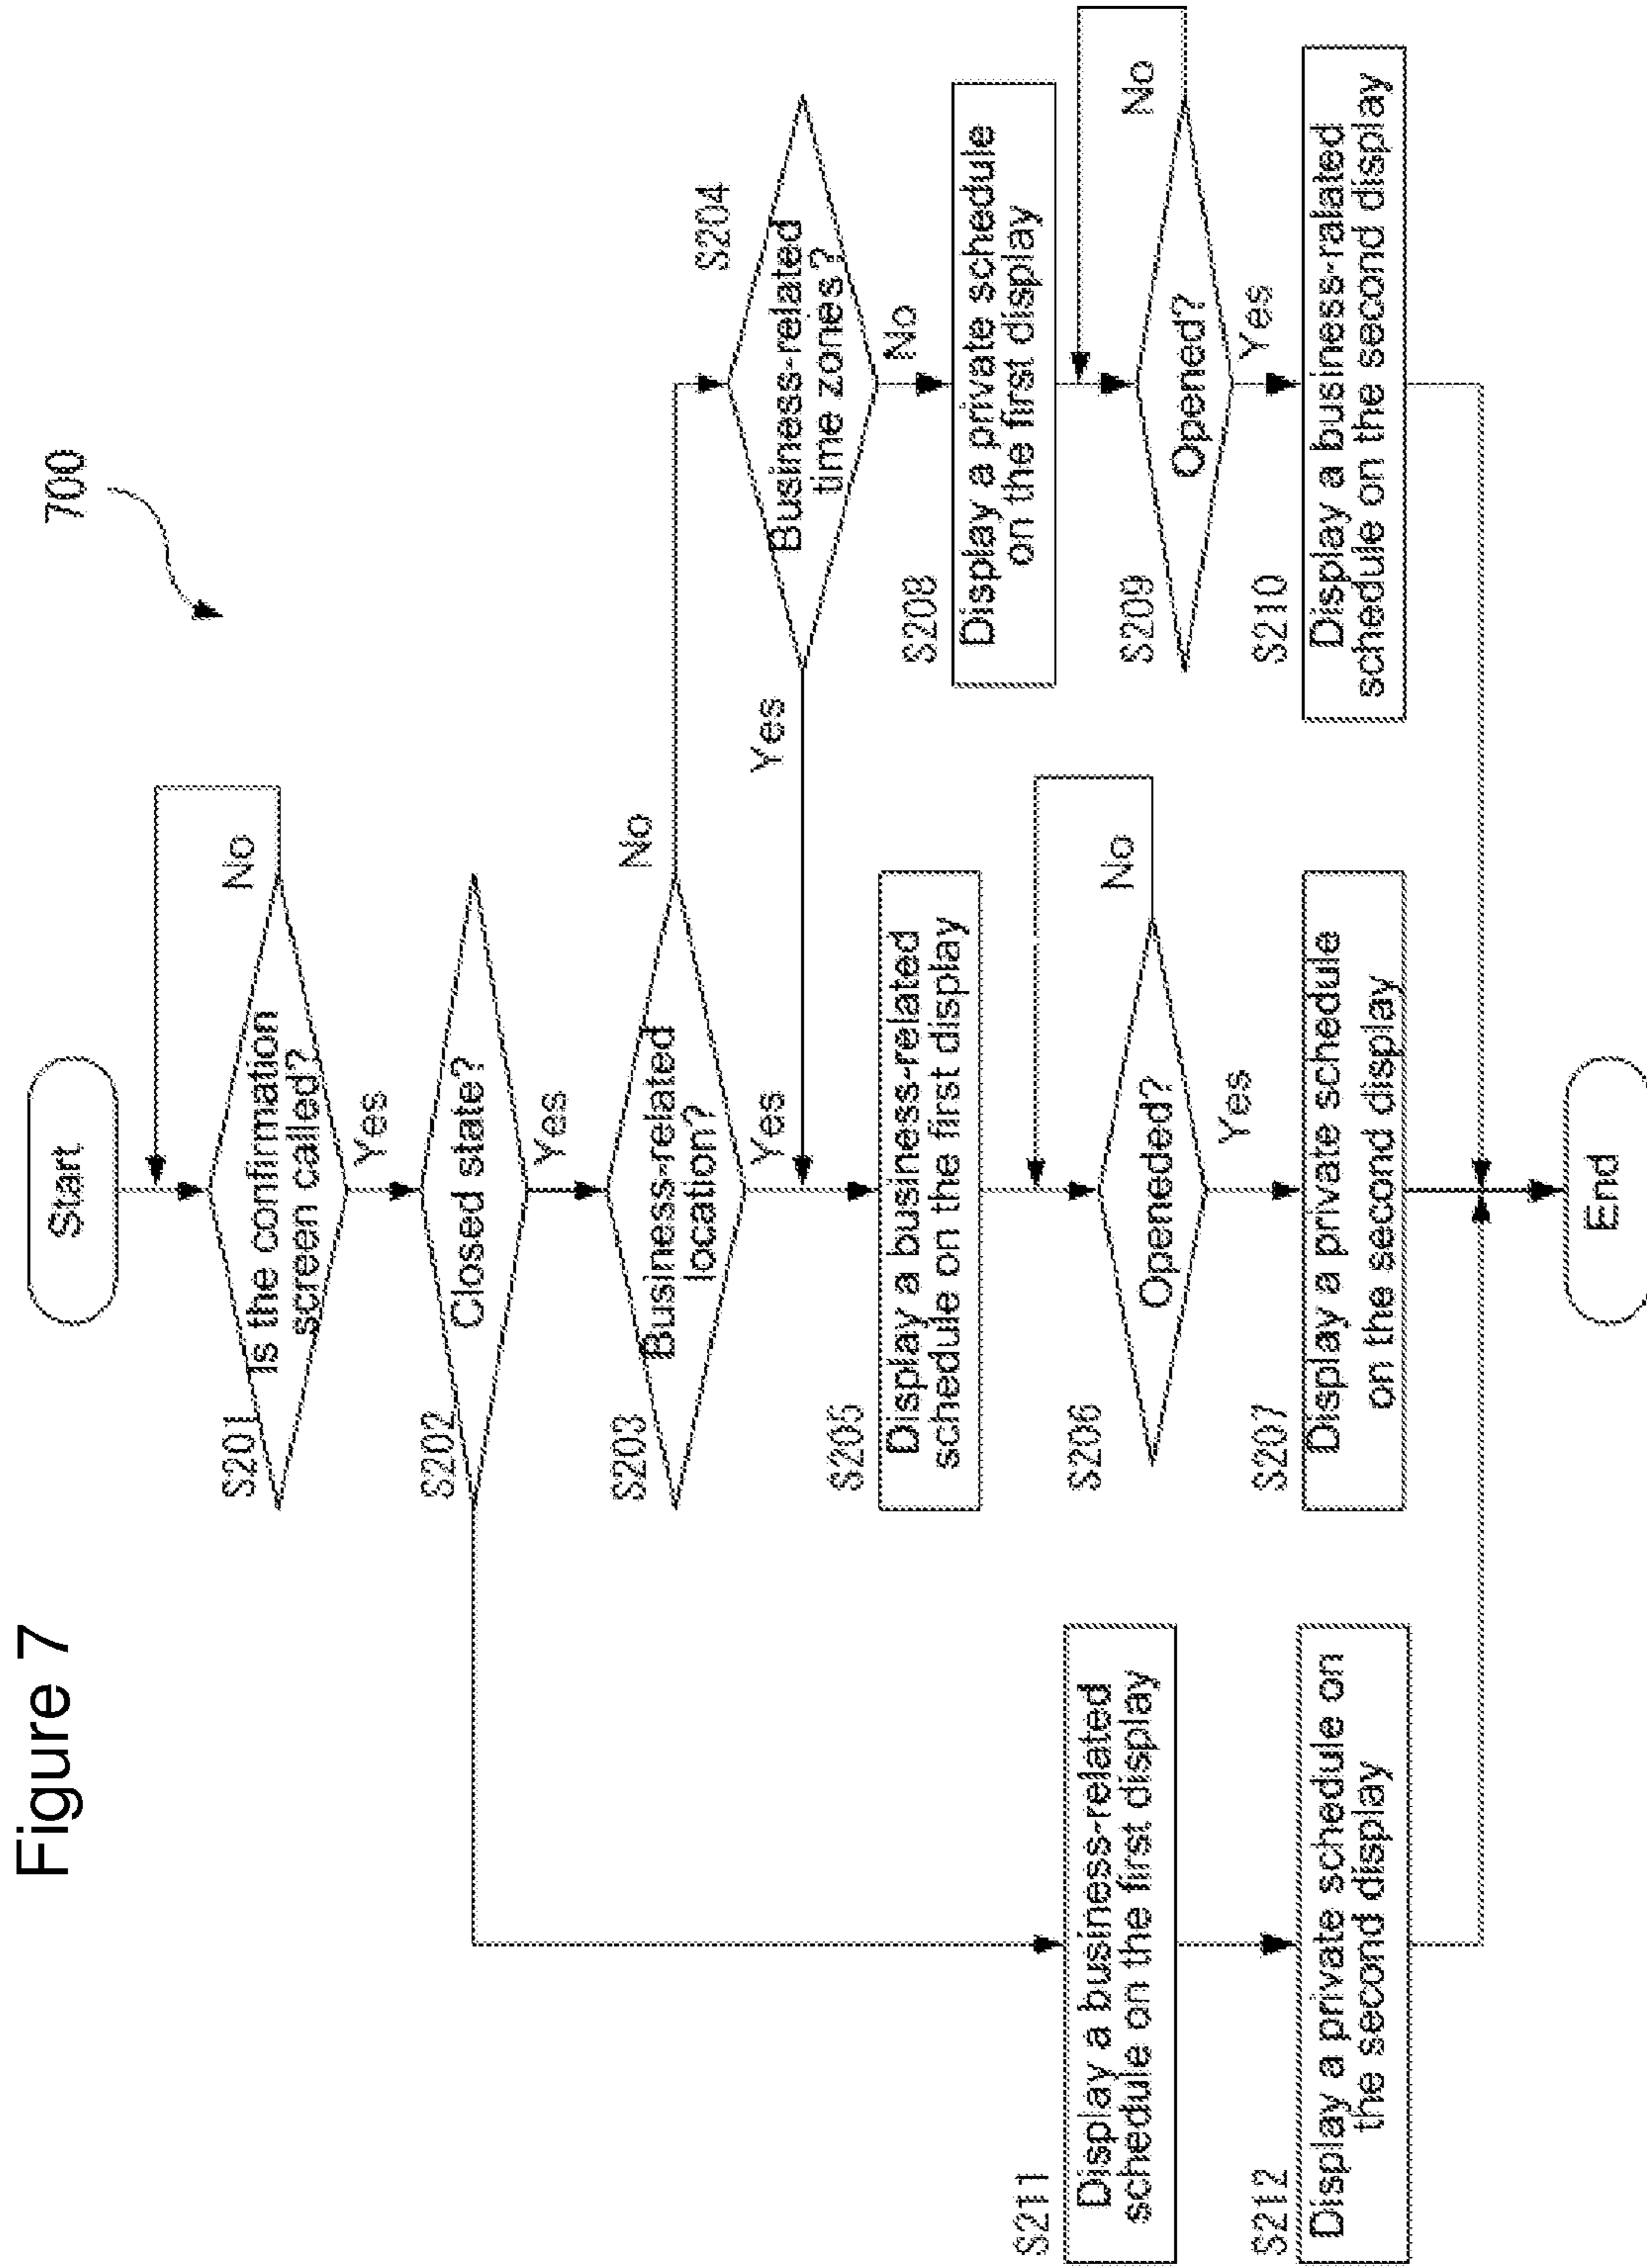 Figure 7
700
Start
S201
Is the confirmation
screen called?
No
Yes
S202
Closed state?
Yes
S203
Business-related
location?
No
Yes
S204
Business-related
time zones?
Yes
No
S205
Display a business-related
schedule on the first display
S206
Openeded?
No
Yes
S207
Display a private schedule
on the second display
S208
Display a private schedule
on the first display
S209
Opened?
No
Yes
S210
Display a business-ralated
schedule on the second display
S211
Display a business-related
schedule on the first display
S212
Display a private schedule on
the second display
End